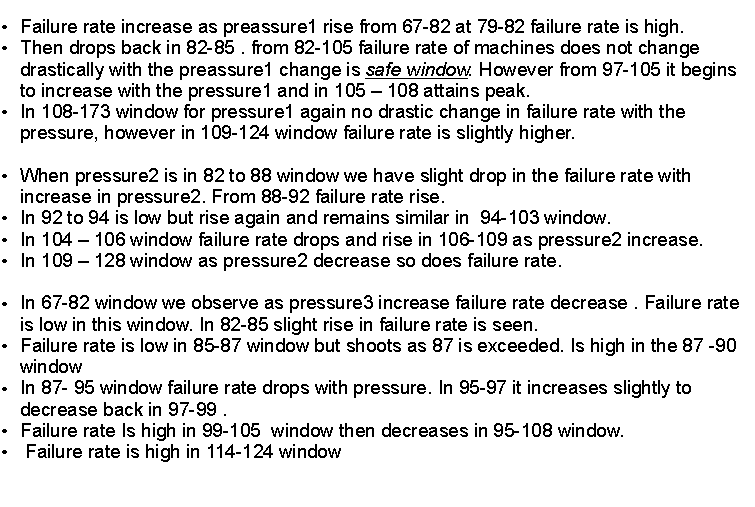 • Failure rate increase as preassure1 rise from 67-82 at 79-82 failure rate is high.
• Then drops back in 82-85 . from 82-105 failure rate of machines does not change
drastically with the preassure1 change is safe window. However from 97-105 it begins
to increase with the pressure1 and in 105 – 108 attains peak.
• In 108-173 window for pressure1 again no drastic change in failure rate with the
pressure, however in 109-124 window failure rate is slightly higher.
• When pressure2 is in 82 to 88 window we have slight drop in the failure rate with
increase in pressure2. From 88-92 failure rate rise.
• In 92 to 94 is low but rise again and remains similar in 94-103 window.
• In 104 – 106 window failure rate drops and rise in 106-109 as pressure2 increase.
• In 109 – 128 window as pressure2 decrease so does failure rate.
• In 67-82 window we observe as pressure3 increase failure rate decrease . Failure rate
is low in this window. In 82-85 slight rise in failure rate is seen.
• Failure rate is low in 85-87 window but shoots as 87 is exceeded. Is high in the 87 -90
window
• In 87- 95 window failure rate drops with pressure. In 95-97 it increases slightly to
decrease back in 97-99 .
• Failure rate Is high in 99-105 window then decreases in 95-108 window.
• Failure rate is high in 114-124 window